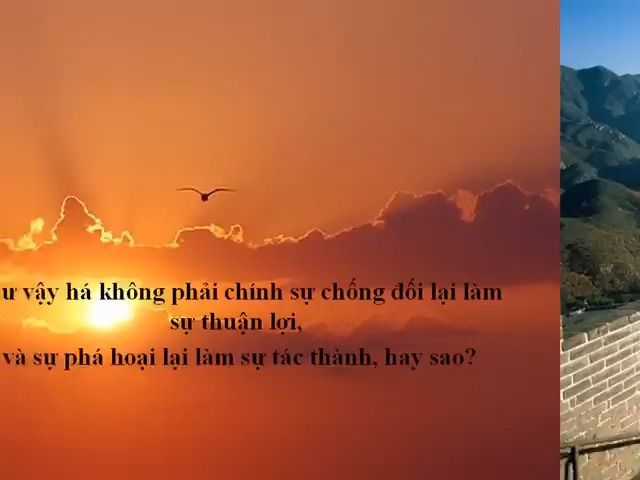 ư vậy há không phải chính sự chống đối lại làm
sự thuận lợi,
và sự phá hoại lại làm sự tác thành, hay sao?